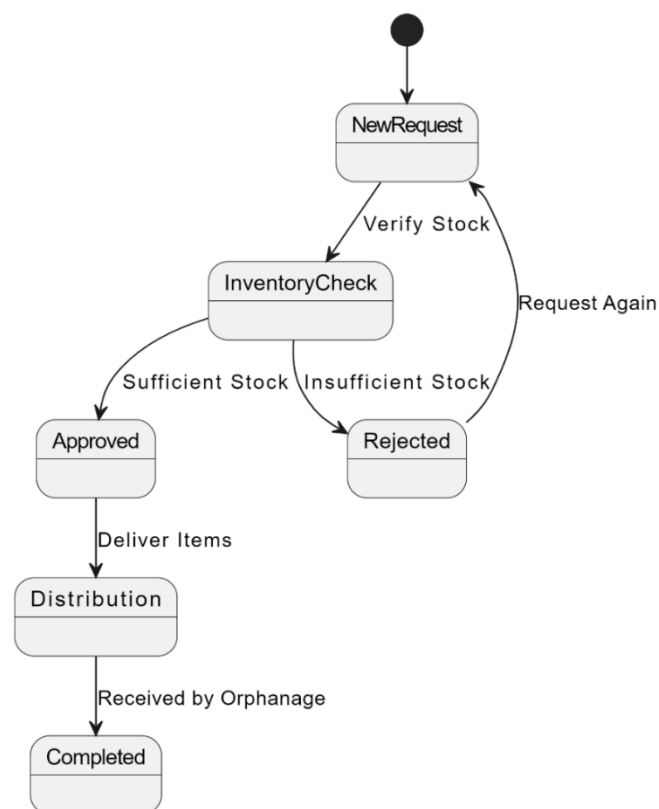 NewRequest
Verify Stock
InventoryCheck
Request Again
Sufficient Stock
Insufficient Stock
Approved
Rejected
Deliver Items
Distribution
Received by Orphanage
Completed